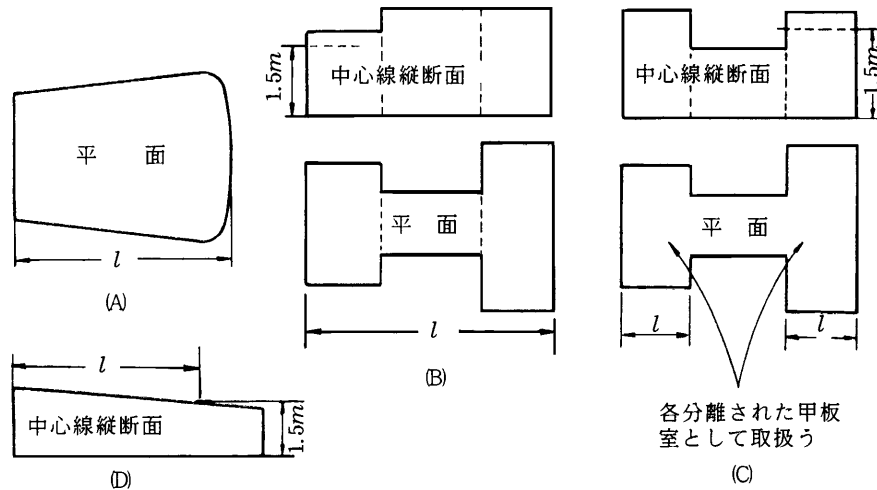 平 面
l
(A)
中心線縦断面
1.5m
l
(D)
1.5m
中心線縦断面
平 面
l
(B)
中心線縦断面
1.5m
平 面
l
l
各分離された甲板
室として取扱う
(C)